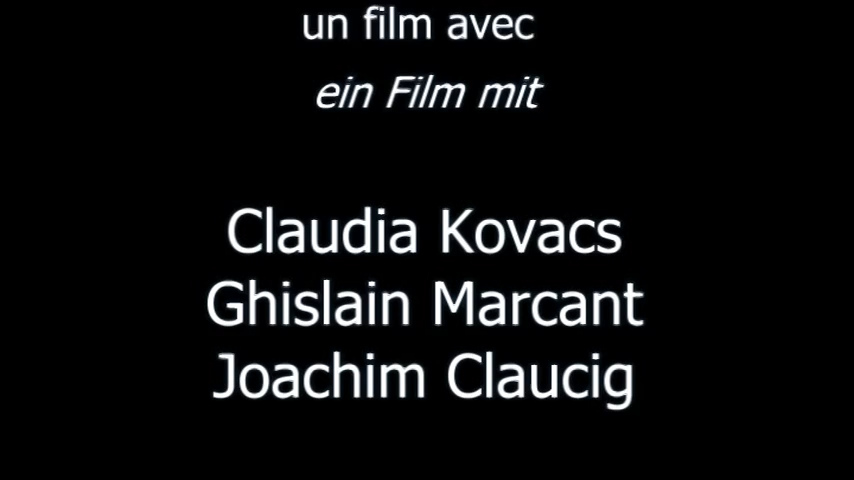 un film avec
ein Film mit
Claudia Kovacs
Ghislain Marcant
Joachim Claucig